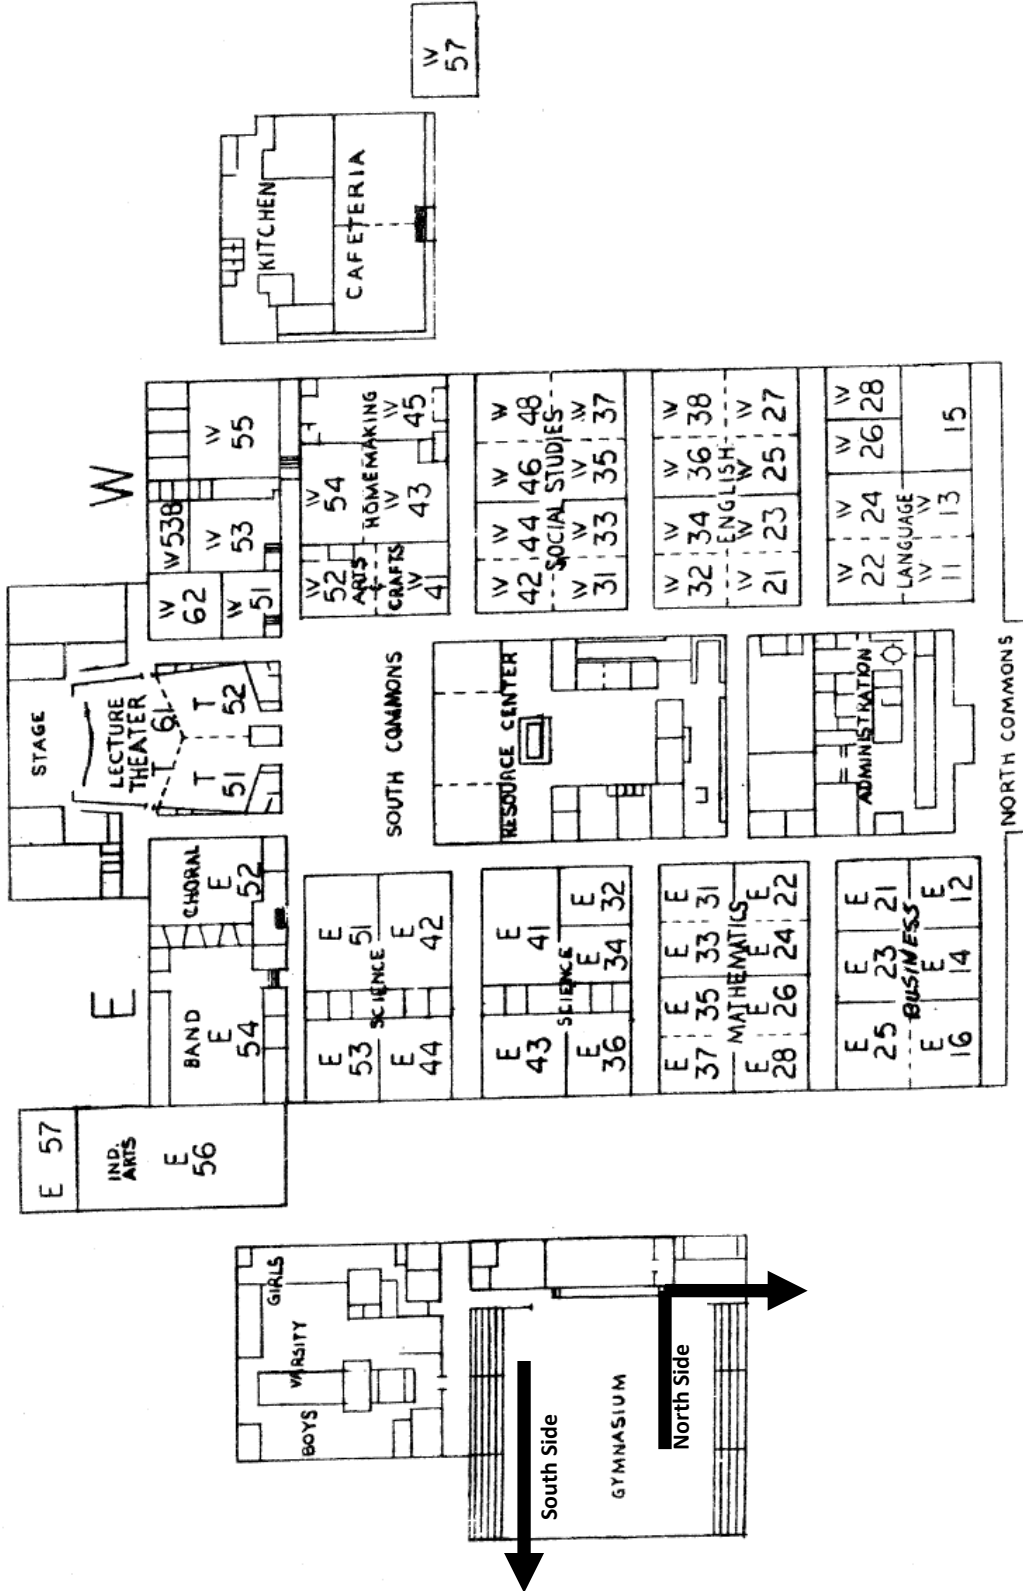 W
57
KITCHEN
CAFETERIA
W
W
55
W53B
W
53
W
62
W
51
W
54
HOMEMAKING
W
45
W
43
W
52
ARTS
&
CRAFTS
W
41
W
48
W
46
W
44
W
42
SOCIAL STUDIES
W
37
W
35
W
33
W
31
W
38
W
36
W
34
W
32
ENGLISH
W
27
W
25
W
23
W
21
W
28
W
26
W
24
W
22
LANGUAGE
15
W
13
W
11
STAGE
LECTURE
THEATER
T 61
T
52
T
51
SOUTH COMMONS
RESOURCE CENTER
ADMINISTRATION
NORTH COMMONS
E
CHORAL
E
52
BAND
E
54
E
51
E
42
SCIENCE
E
53
E
44
E
41
E
32
E
34
SCIENCE
E
43
E
36
E
31
E
33
E
35
E
37
MATHEMATICS
E
22
E
24
E
26
E
28
E
21
E
23
E
25
BUSINESS
E
12
E
14
E
16
E 57
IND.
ARTS
E
56
GIRLS
VARSITY
BOYS
GYMNASIUM
South Side
North Side